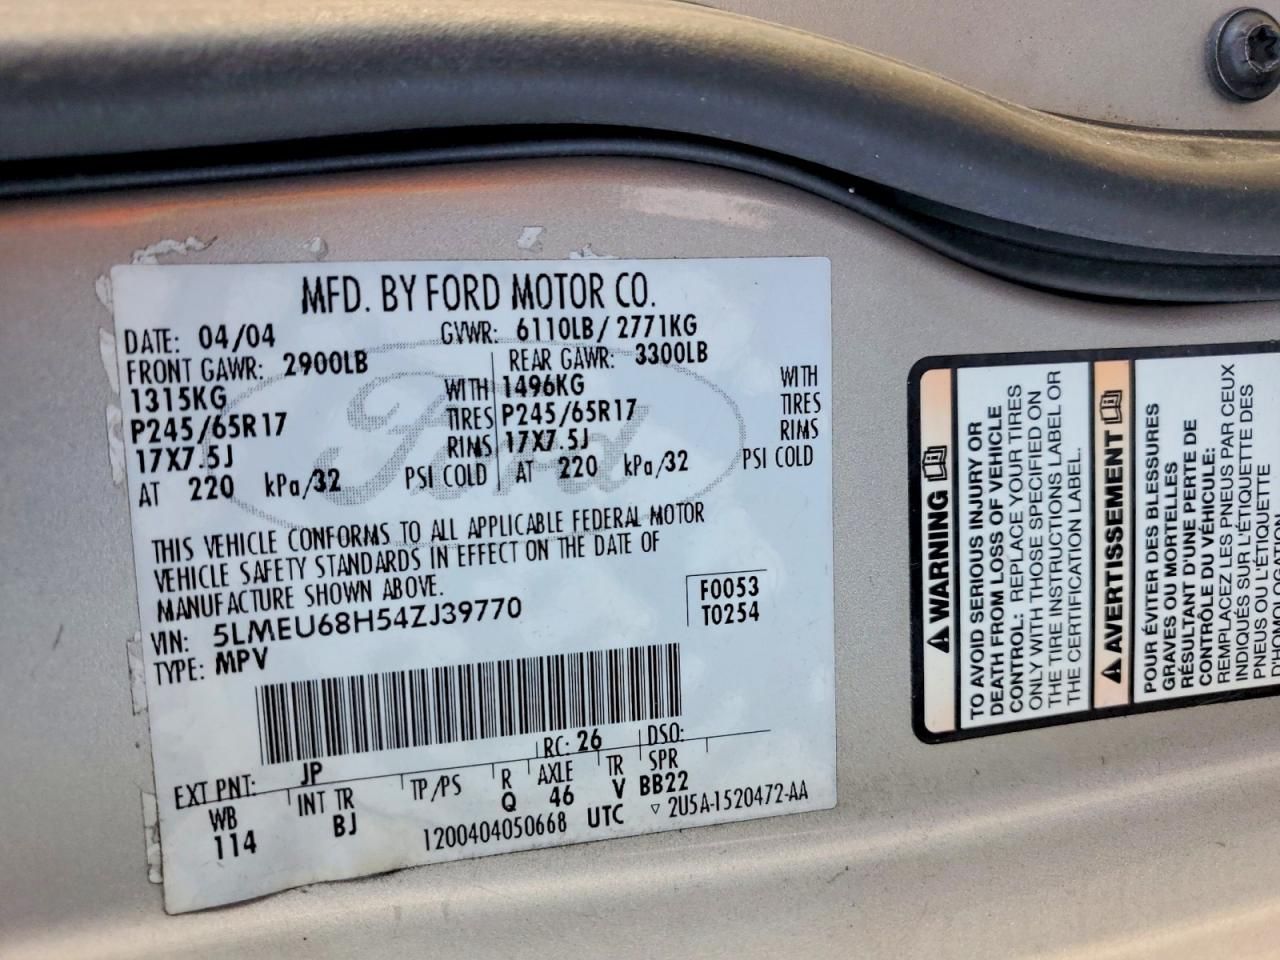 MFD. BY FORD MOTOR CO.
DATE: 04/04 GVWR: 6110LB / 2771KG
FRONT GAWR: 2900LB REAR GAWR: 3300LB
1315KG WITH 1496KG WITH
P245/65R17 TIRES P245/65R17 TIRES
17X7.5J RIMS 17X7.5J RIMS
AT 220 kPa/32 PSI COLD AT 220 kPa/32 PSI COLD
Ford
THIS VEHICLE CONFORMS TO ALL APPLICABLE FEDERAL MOTOR
VEHICLE SAFETY STANDARDS IN EFFECT ON THE DATE OF
MANUFACTURE SHOWN ABOVE.
F0053
T0254
VIN: 5LMEU68H54ZJ39770
TYPE: MPV
EXT PNT: JP RC: 26 DSO:
WB INT TR TP/PS R AXLE TR SPR
114 BJ Q 46 V BB22
1200404050668 UTC ▽ 2U5A-1520472-AA
⚠ WARNING
TO AVOID SERIOUS INJURY OR
DEATH FROM LOSS OF VEHICLE
CONTROL: REPLACE YOUR TIRES
ONLY WITH THOSE SPECIFIED ON
THE TIRE INSTRUCTIONS LABEL OR
THE CERTIFICATION LABEL.
⚠ AVERTISSEMENT
POUR ÉVITER DES BLESSURES
GRAVES OU MORTELLES
RÉSULTANT D'UNE PERTE DE
CONTRÔLE DU VÉHICULE:
REMPLACEZ LES PNEUS PAR CEUX
INDIQUÉS SUR L'ÉTIQUETTE DES
PNEUS OU L'ÉTIQUETTE
D'HOMOLOGATION